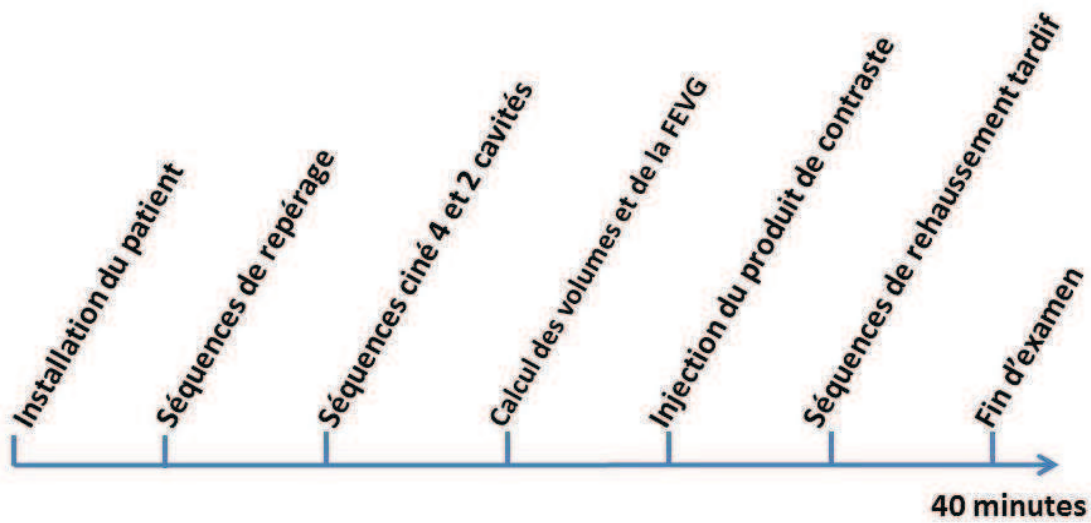 Installation du patient
Séquences de repérage
Séquences ciné 4 et 2 cavités
Calcul des volumes et de la FEVG
Injection du produit de contraste
Séquences de rehaussement tardif
Fin d'examen
40 minutes